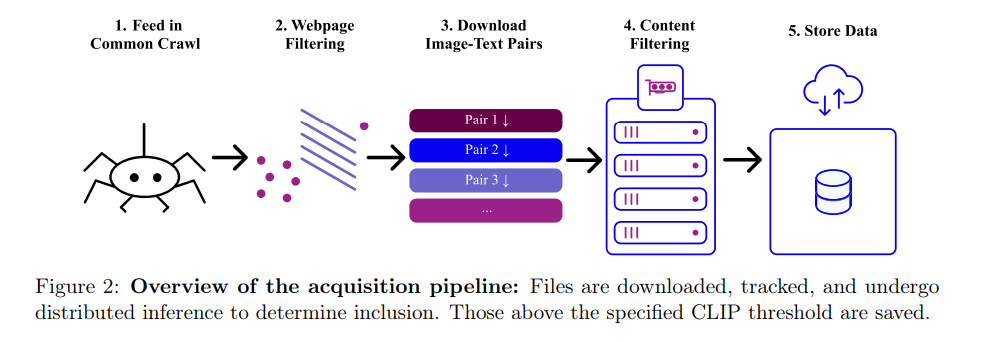 1. Feed in
Common Crawl
2. Webpage
Filtering
3. Download
Image-Text Pairs
4. Content
Filtering
5. Store Data
Pair 1 ↓
Pair 2 ↓
Pair 3 ↓
...
Figure 2: Overview of the acquisition pipeline: Files are downloaded, tracked, and undergo
distributed inference to determine inclusion. Those above the specified CLIP threshold are saved.